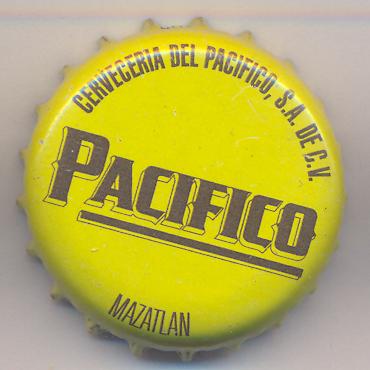 CERVECERIA DEL PACIFICO, S.A. DE C.V.
PACIFICO
MAZATLAN